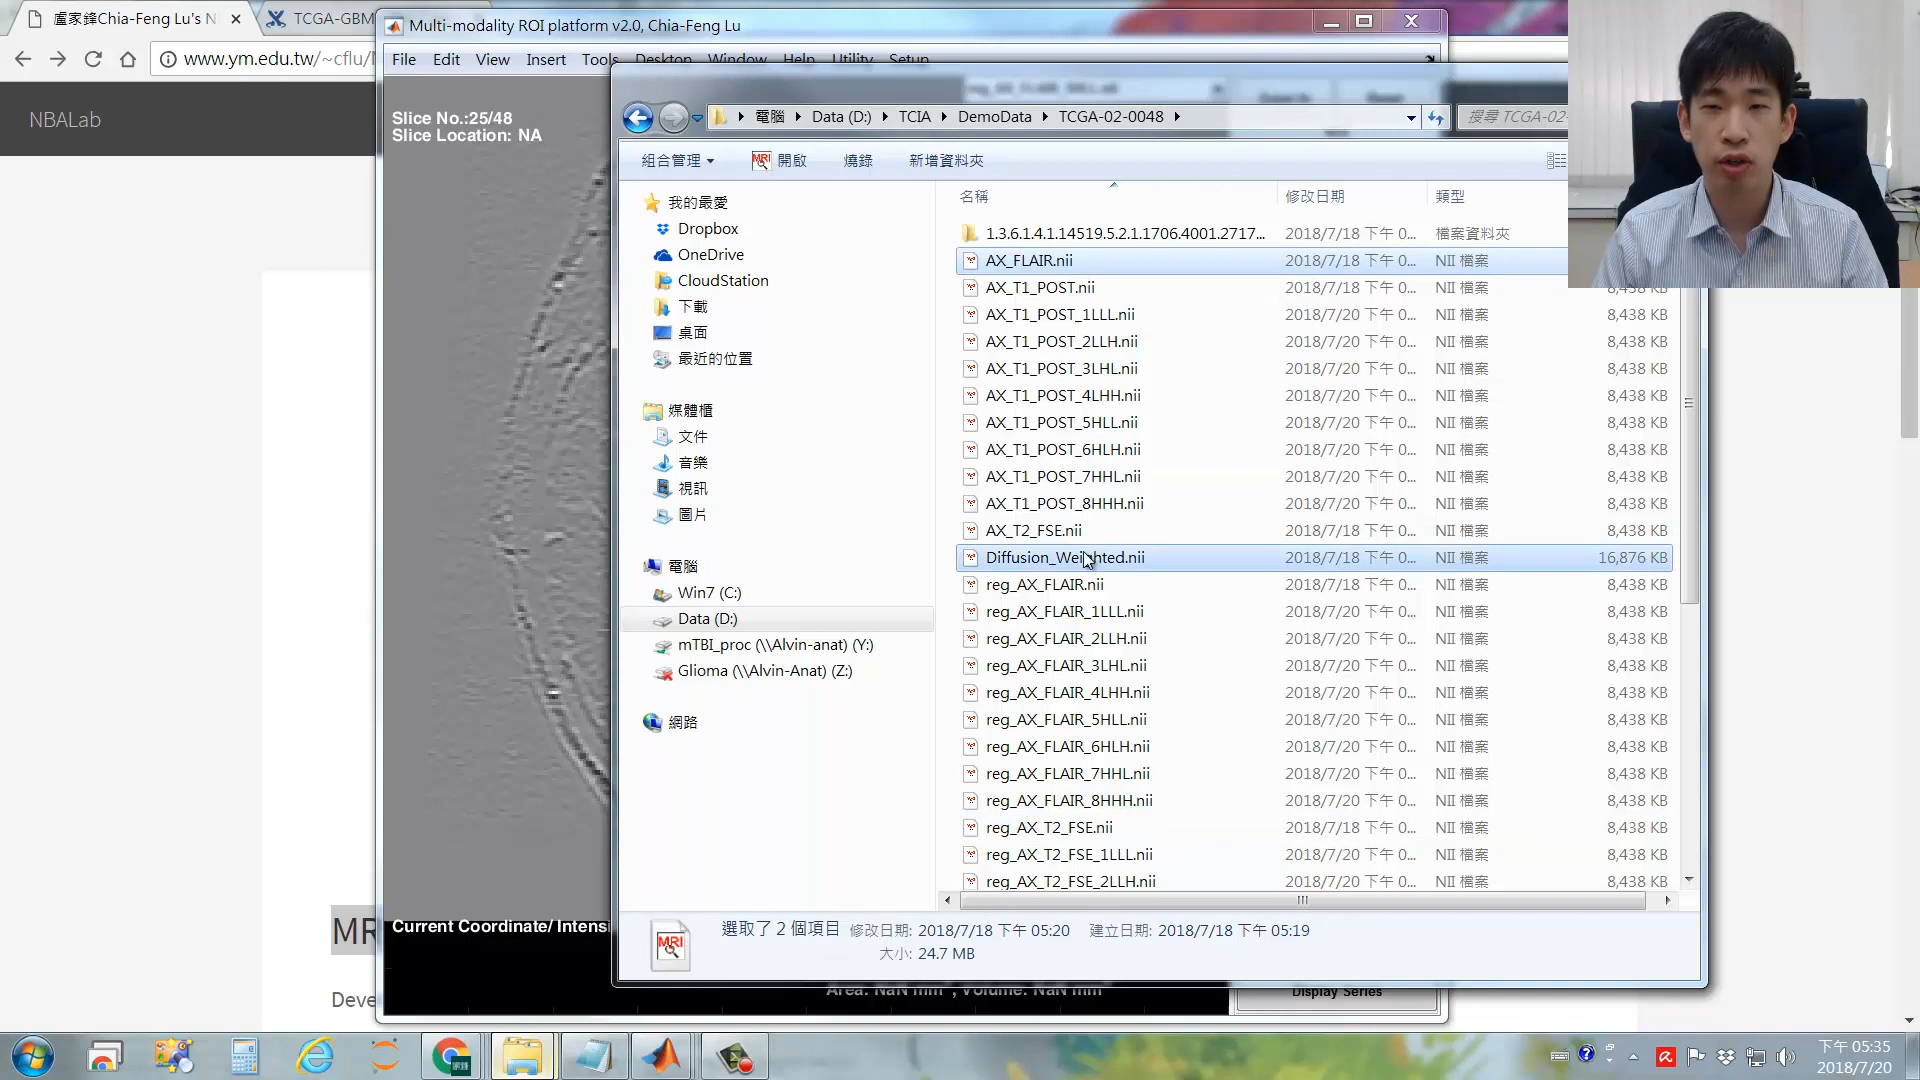 盧家鋒Chia-Feng Lu's N
TCGA-GBM
www.ym.edu.tw/~cflu/
NBALab
Multi-modality ROI platform v2.0, Chia-Feng Lu
File Edit View Insert Tools Desktop Window Help Utility Setup
Slice No.:25/48
Slice Location: NA
電腦 Data (D:) TCIA DemoData TCGA-02-0048
搜尋 TCGA-02-
組合管理 開啟 燒錄 新增資料夾
我的最愛
Dropbox
OneDrive
CloudStation
下載
桌面
最近的位置
媒體櫃
文件
音樂
視訊
圖片
電腦
Win7 (C:)
Data (D:)
mTBI_proc (\\Alvin-anat) (Y:)
Glioma (\\Alvin-Anat) (Z:)
網路
名稱 修改日期 類型
1.3.6.1.4.1.14519.5.2.1.1706.4001.2717... 2018/7/18 下午 0... 檔案資料夾
AX_FLAIR.nii 2018/7/18 下午 0... NII 檔案
AX_T1_POST.nii 2018/7/18 下午 0... NII 檔案 8,438 KB
AX_T1_POST_1LLL.nii 2018/7/20 下午 0... NII 檔案 8,438 KB
AX_T1_POST_2LLH.nii 2018/7/20 下午 0... NII 檔案 8,438 KB
AX_T1_POST_3LHL.nii 2018/7/20 下午 0... NII 檔案 8,438 KB
AX_T1_POST_4LHH.nii 2018/7/20 下午 0... NII 檔案 8,438 KB
AX_T1_POST_5HLL.nii 2018/7/20 下午 0... NII 檔案 8,438 KB
AX_T1_POST_6HLH.nii 2018/7/20 下午 0... NII 檔案 8,438 KB
AX_T1_POST_7HHL.nii 2018/7/20 下午 0... NII 檔案 8,438 KB
AX_T1_POST_8HHH.nii 2018/7/20 下午 0... NII 檔案 8,438 KB
AX_T2_FSE.nii 2018/7/18 下午 0... NII 檔案 8,438 KB
Diffusion_Weighted.nii 2018/7/18 下午 0... NII 檔案 16,876 KB
reg_AX_FLAIR.nii 2018/7/18 下午 0... NII 檔案 8,438 KB
reg_AX_FLAIR_1LLL.nii 2018/7/20 下午 0... NII 檔案 8,438 KB
reg_AX_FLAIR_2LLH.nii 2018/7/20 下午 0... NII 檔案 8,438 KB
reg_AX_FLAIR_3LHL.nii 2018/7/20 下午 0... NII 檔案 8,438 KB
reg_AX_FLAIR_4LHH.nii 2018/7/20 下午 0... NII 檔案 8,438 KB
reg_AX_FLAIR_5HLL.nii 2018/7/20 下午 0... NII 檔案 8,438 KB
reg_AX_FLAIR_6HLH.nii 2018/7/20 下午 0... NII 檔案 8,438 KB
reg_AX_FLAIR_7HHL.nii 2018/7/20 下午 0... NII 檔案 8,438 KB
reg_AX_FLAIR_8HHH.nii 2018/7/20 下午 0... NII 檔案 8,438 KB
reg_AX_T2_FSE.nii 2018/7/18 下午 0... NII 檔案 8,438 KB
reg_AX_T2_FSE_1LLL.nii 2018/7/20 下午 0... NII 檔案 8,438 KB
reg_AX_T2_FSE_2LLH.nii 2018/7/20 下午 0... NII 檔案 8,438 KB
MRI
選取了 2 個項目 修改日期: 2018/7/18 下午 05:20 建立日期: 2018/7/18 下午 05:19
大小: 24.7 MB
MR
Deve
Current Coordinate/ Intensi
Area: NaN mm², Volume: NaN mm³
Display Series
下午 05:35
2018/7/20